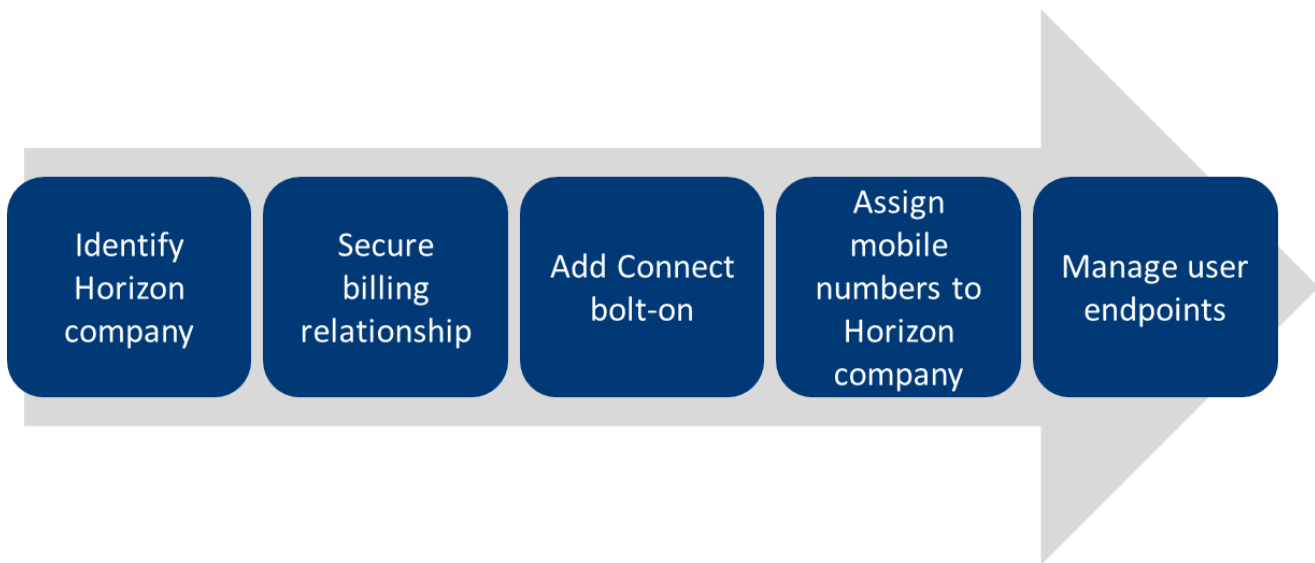 Identify
Horizon
company
Secure
billing
relationship
Add Connect
bolt-on
Assign
mobile
numbers to
Horizon
company
Manage user
endpoints